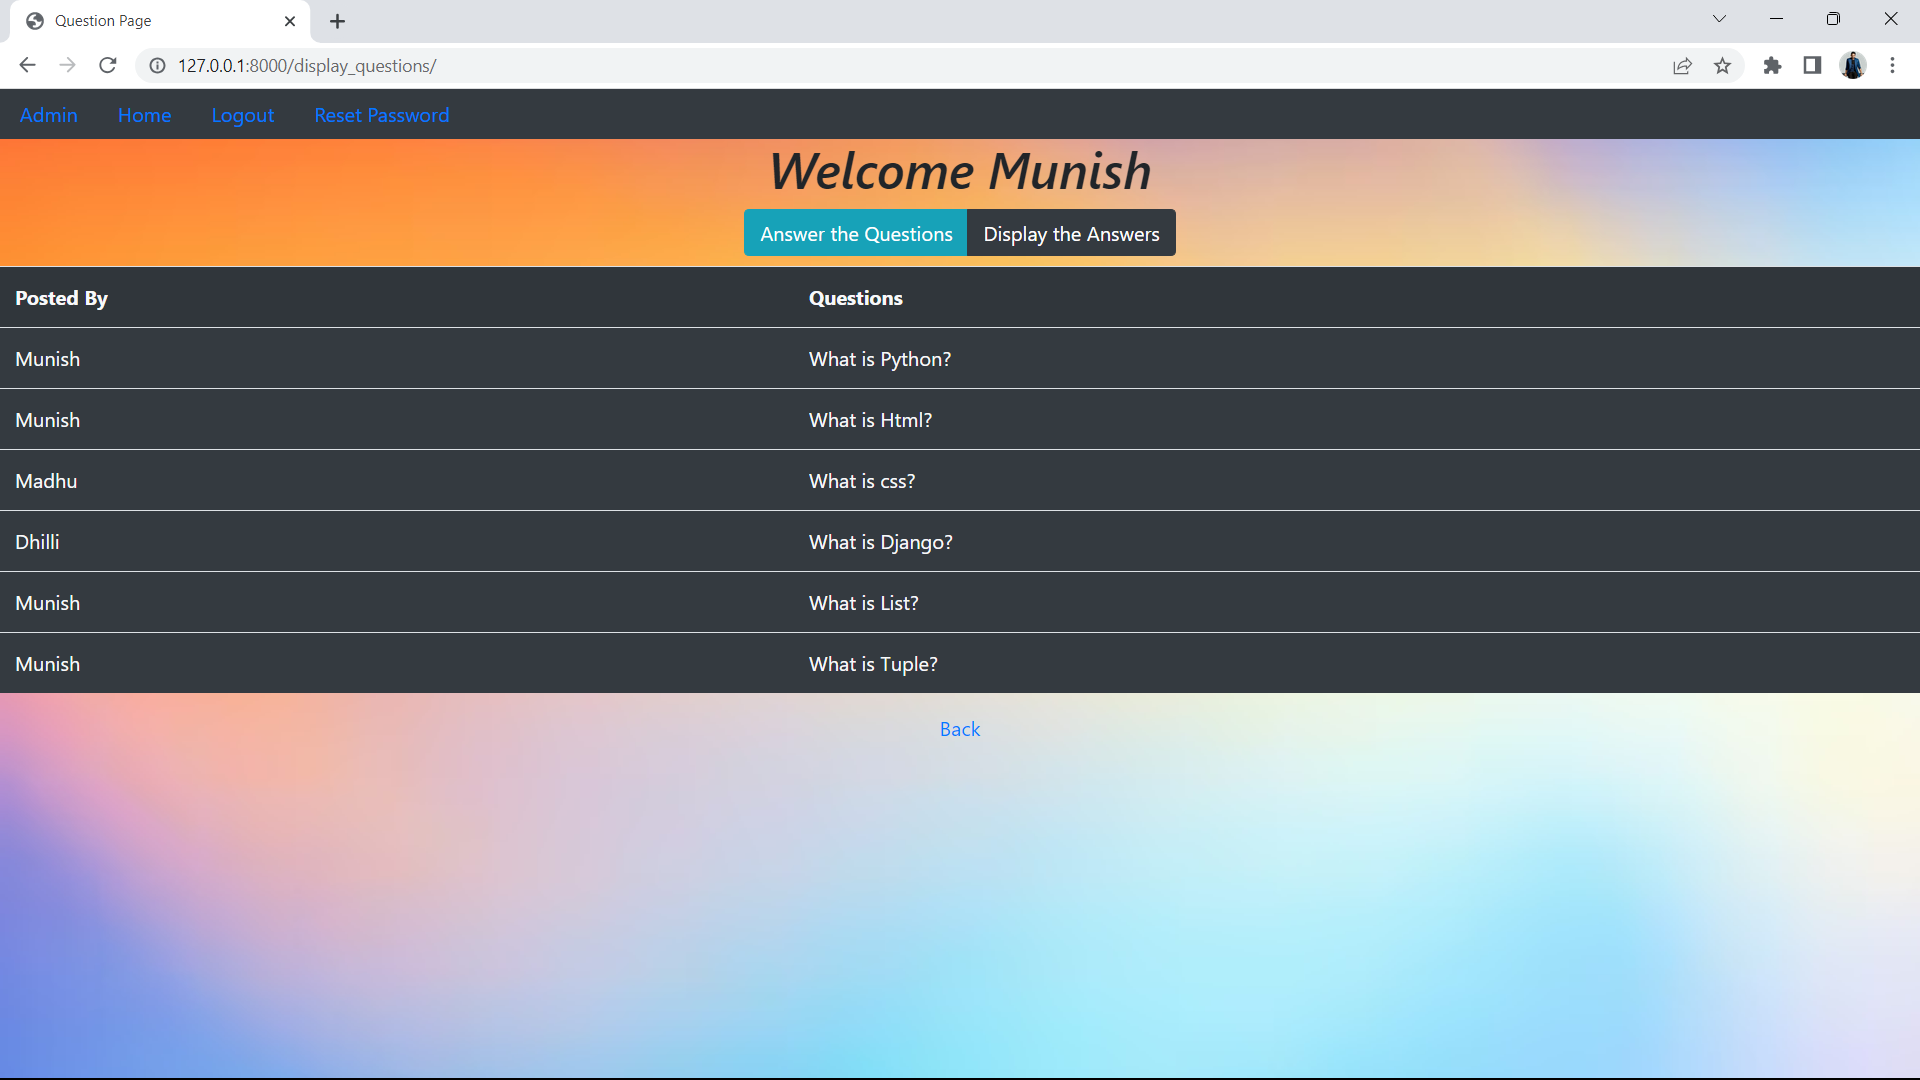 Question Page
127.0.0.1:8000/display_questions/
Admin Home Logout Reset Password
Welcome Munish
Answer the Questions Display the Answers
Posted By Questions
Munish What is Python?
Munish What is Html?
Madhu What is css?
Dhilli What is Django?
Munish What is List?
Munish What is Tuple?
Back